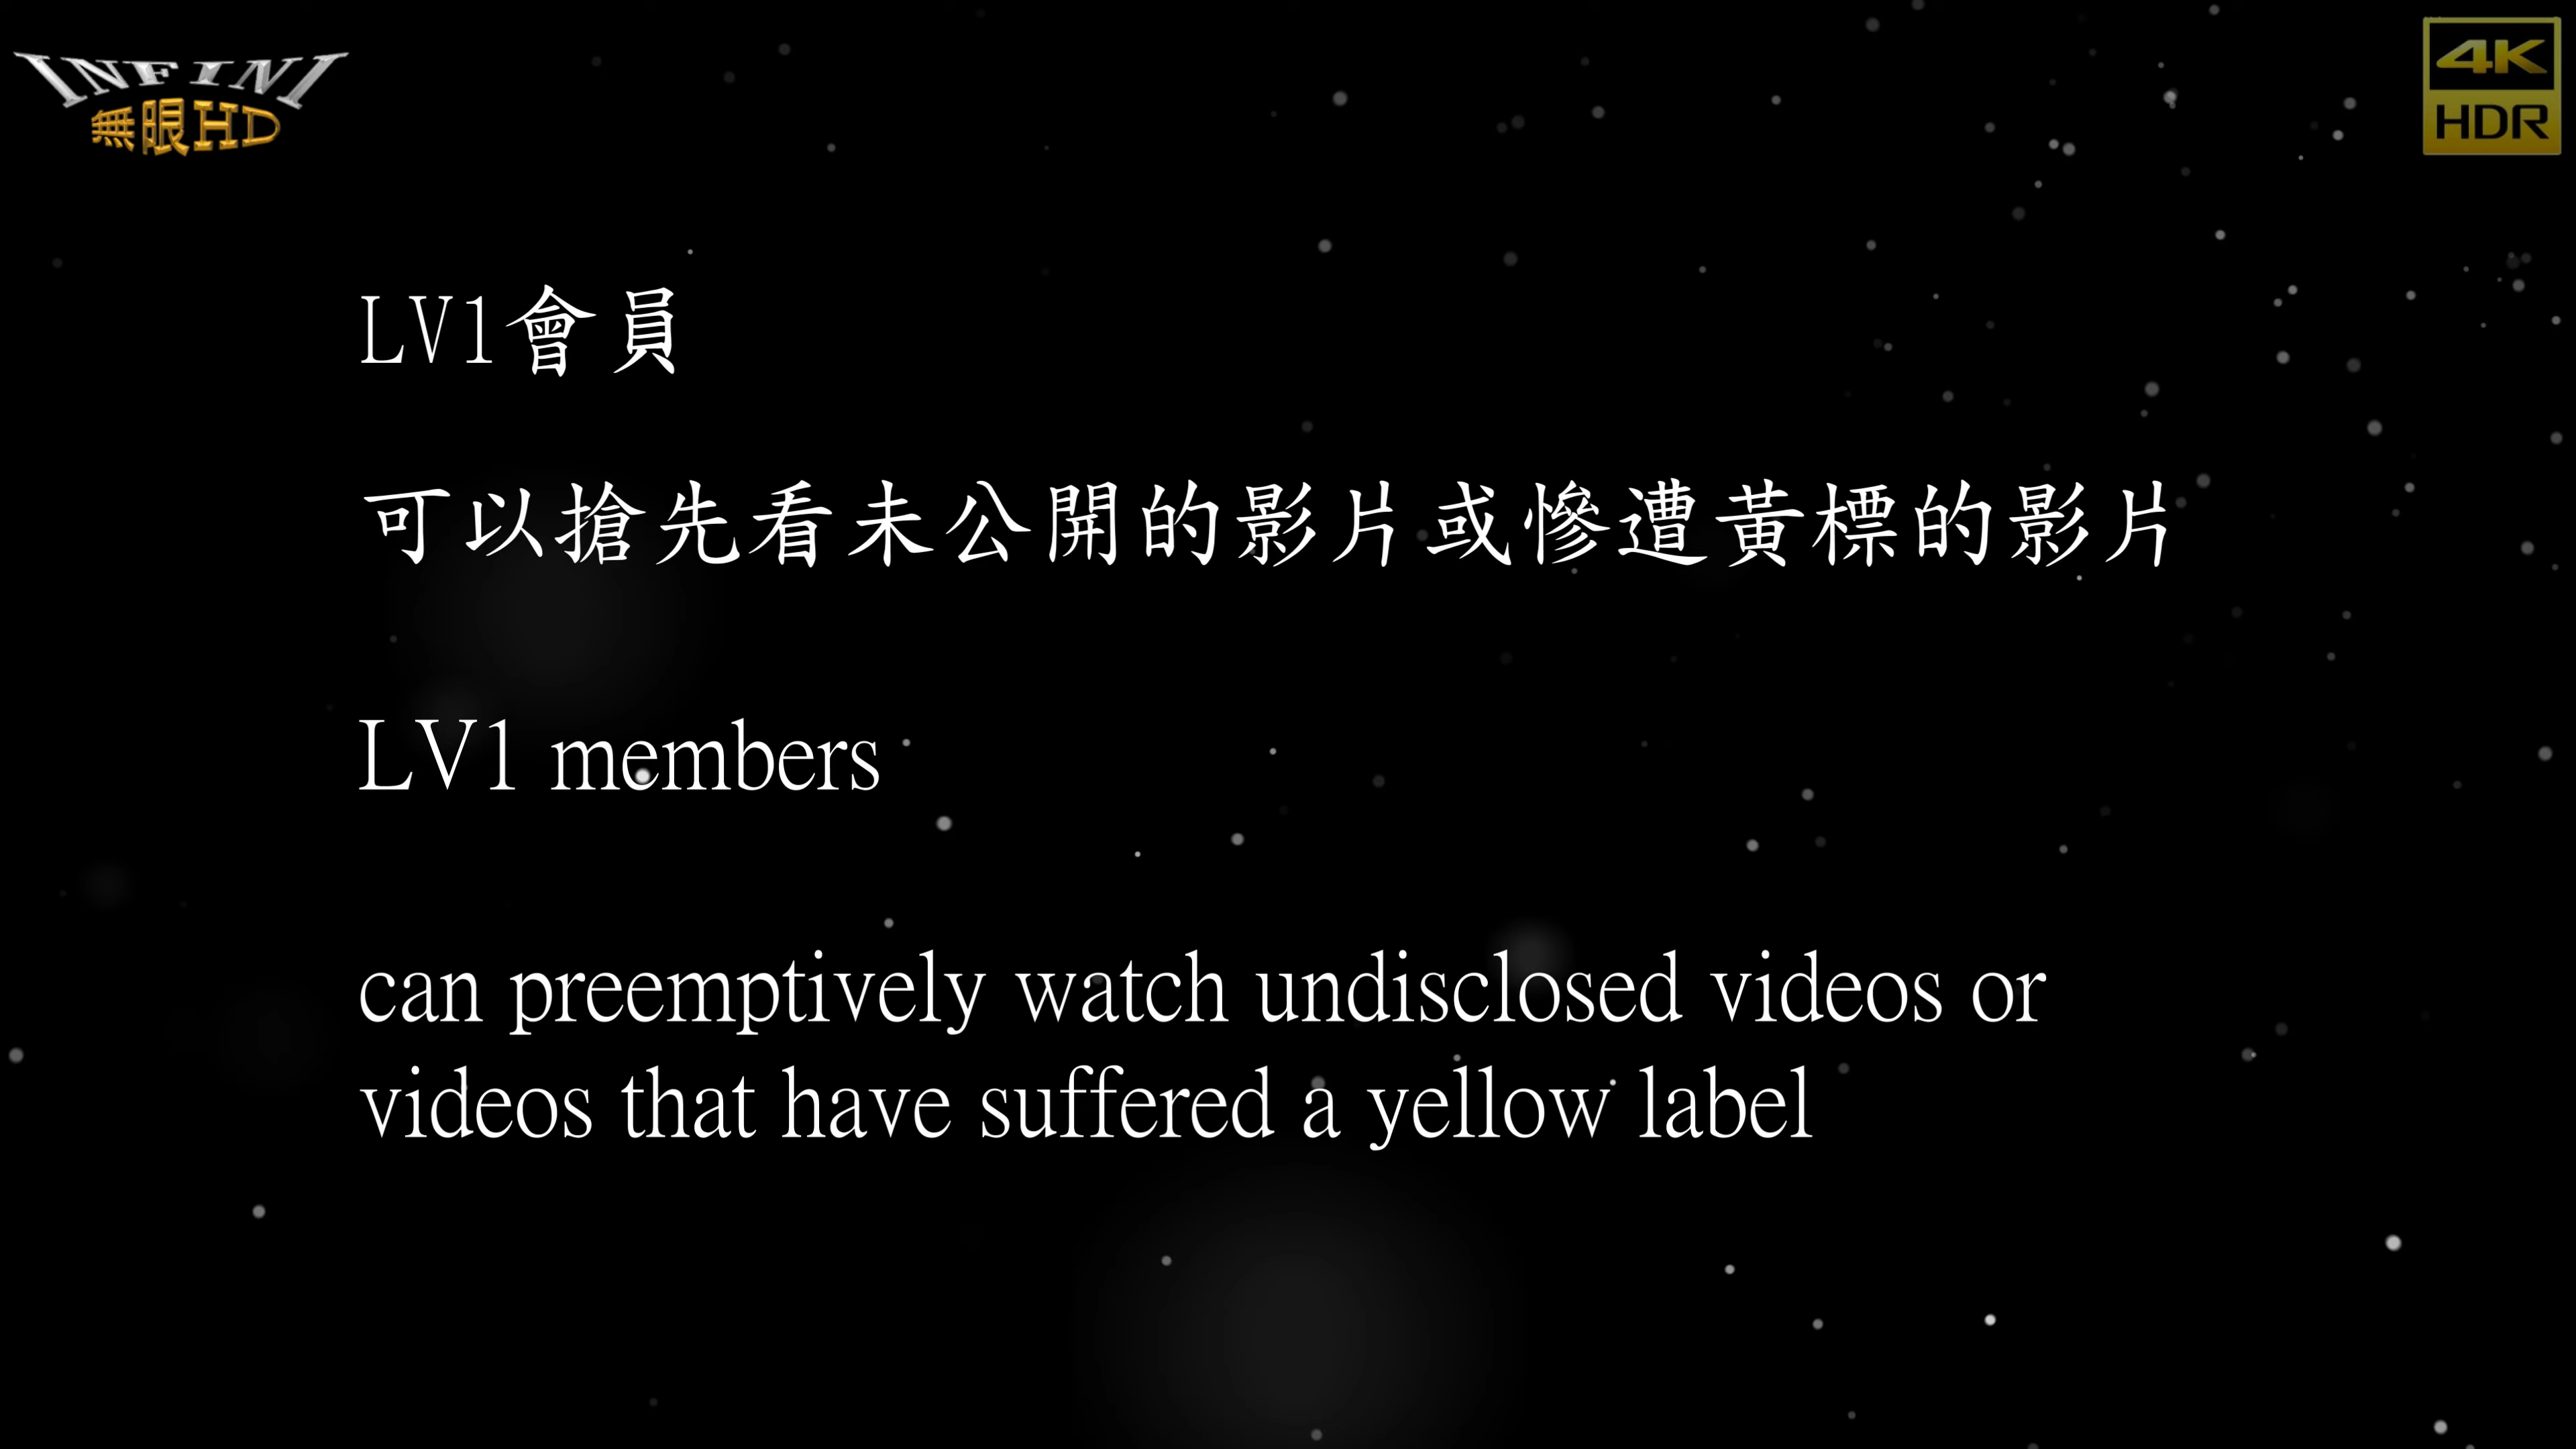 INFINI
無眼HD
4K
HDR
LV1會員
可以搶先看未公開的影片或慘遭黃標的影片
LV1 members
can preemptively watch undisclosed videos or
videos that have suffered a yellow label